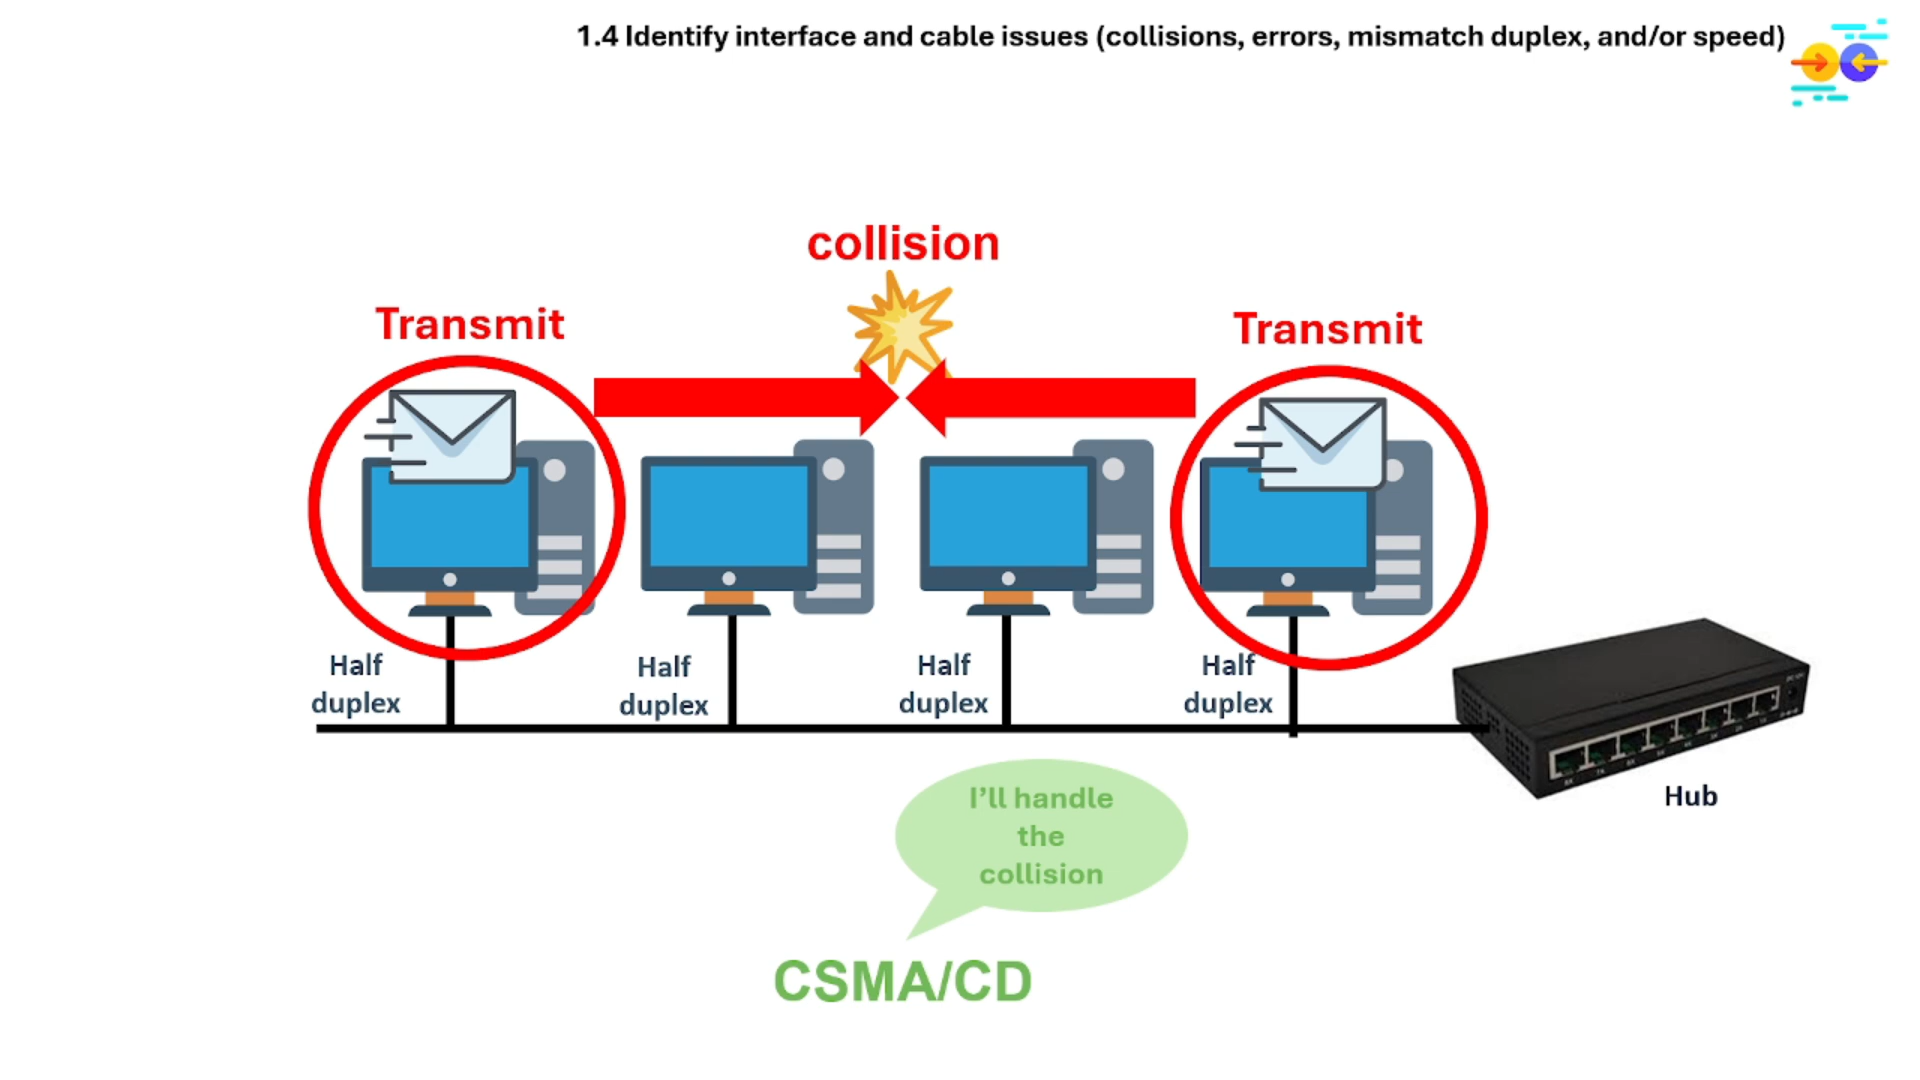 1.4 Identify interface and cable issues (collisions, errors, mismatch duplex, and/or speed)
collision
Transmit
Transmit
Half
duplex
Half
duplex
Half
duplex
Half
duplex
Hub
I'll handle
the
collision
CSMA/CD